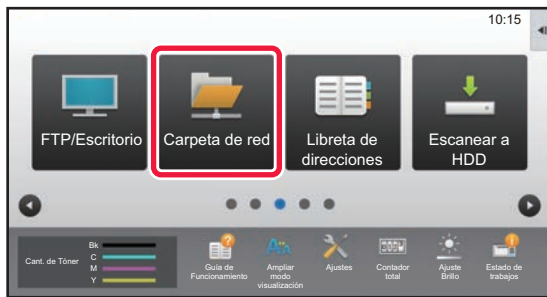 10:15
FTP/Escritorio
Carpeta de red
Libreta de
direcciones
Escanear a
HDD
Cant. de Tóner
Bk
C
M
Y
Guía de
Funcionamiento
Ampliar
modo
visualización
Ajustes
Contador
total
Ajuste
Brillo
Estado de
trabajos